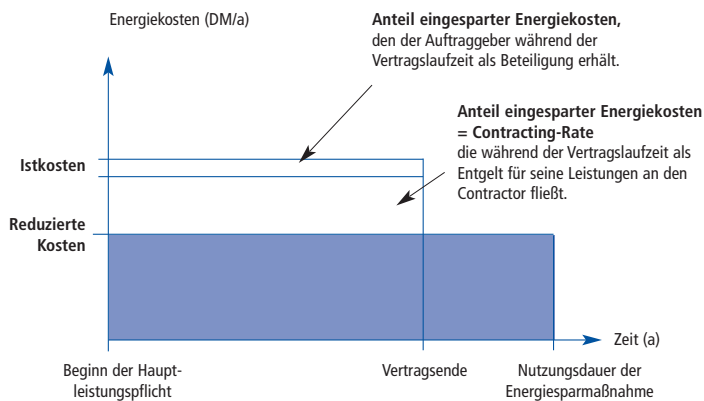 Energiekosten (DM/a)
Anteil eingesparter Energiekosten,
den der Auftraggeber während der
Vertragslaufzeit als Beteiligung erhält.
Anteil eingesparter Energiekosten
= Contracting-Rate
die während der Vertragslaufzeit als
Entgelt für seine Leistungen an den
Contractor fließt.
Istkosten
Reduzierte
Kosten
Zeit (a)
Beginn der Haupt-
leistungspflicht
Vertragsende
Nutzungsdauer der
Energiesparmaßnahme